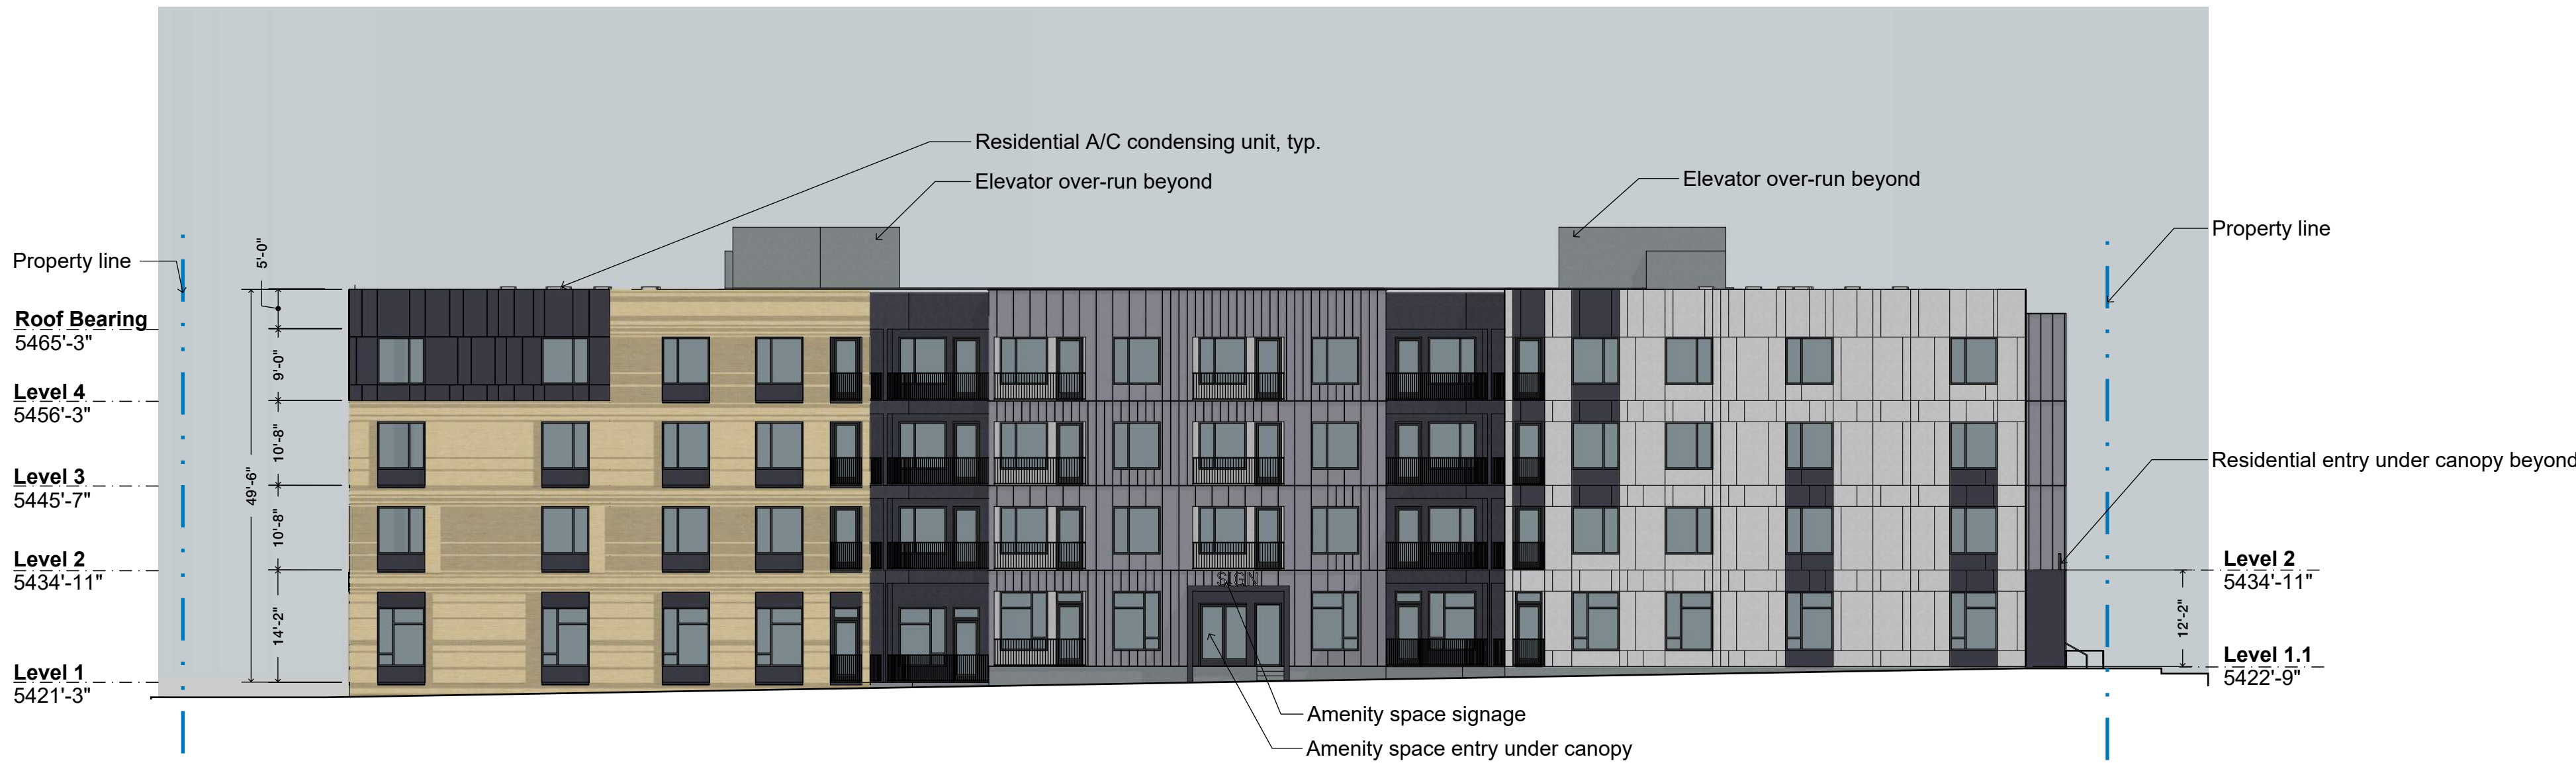 Residential A/C condensing unit, typ.
Elevator over-run beyond
Elevator over-run beyond
Property line
Property line
5'-0"
Roof Bearing
5465'-3"
9'-0"
Level 4
5456'-3"
10'-8"
Level 3
5445'-7"
49'-6"
10'-8"
Level 2
5434'-11"
14'-2"
Level 1
5421'-3"
Residential entry under canopy beyond
Level 2
5434'-11"
12'-2"
Level 1.1
5422'-9"
SIGN
Amenity space signage
Amenity space entry under canopy